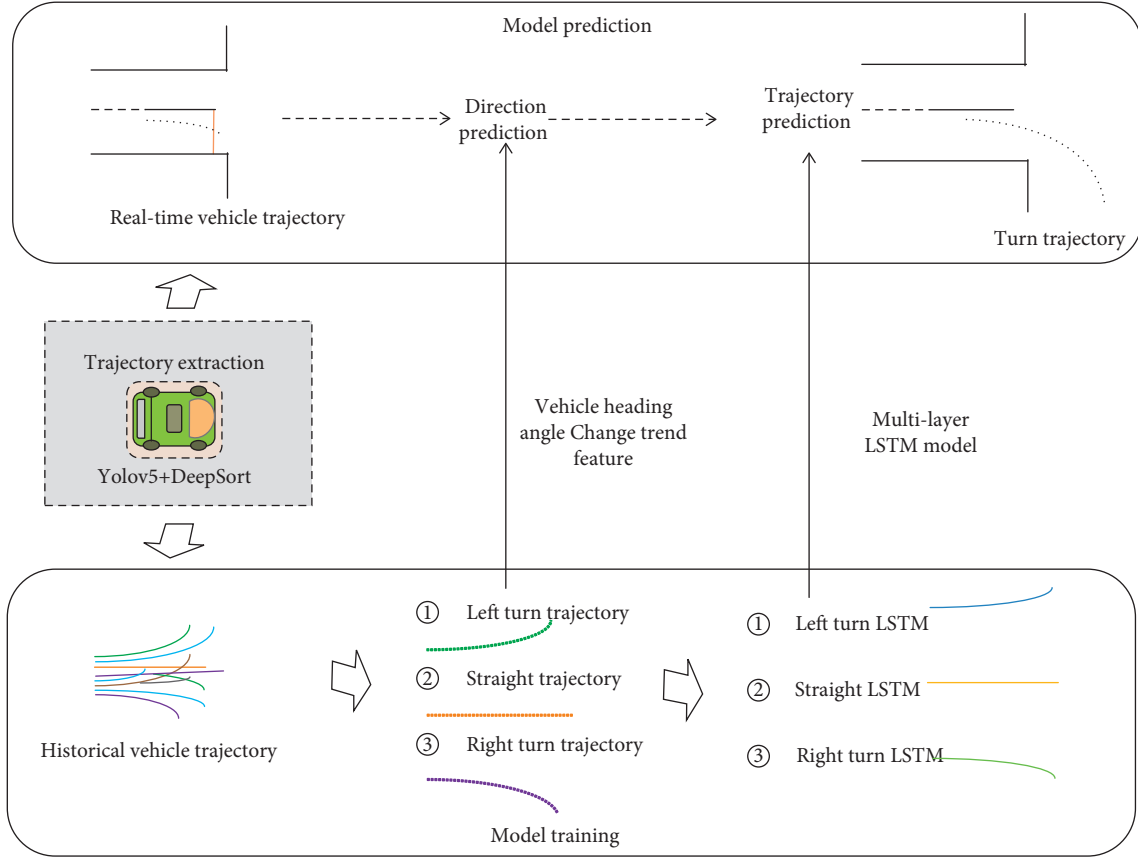 Model prediction
Direction
prediction
Trajectory
prediction
Real-time vehicle trajectory
Turn trajectory
Trajectory extraction
Yolov5+DeepSort
Vehicle heading
angle Change trend
feature
Multi-layer
LSTM model
① Left turn trajectory
② Straight trajectory
③ Right turn trajectory
① Left turn LSTM
② Straight LSTM
③ Right turn LSTM
Historical vehicle trajectory
Model training